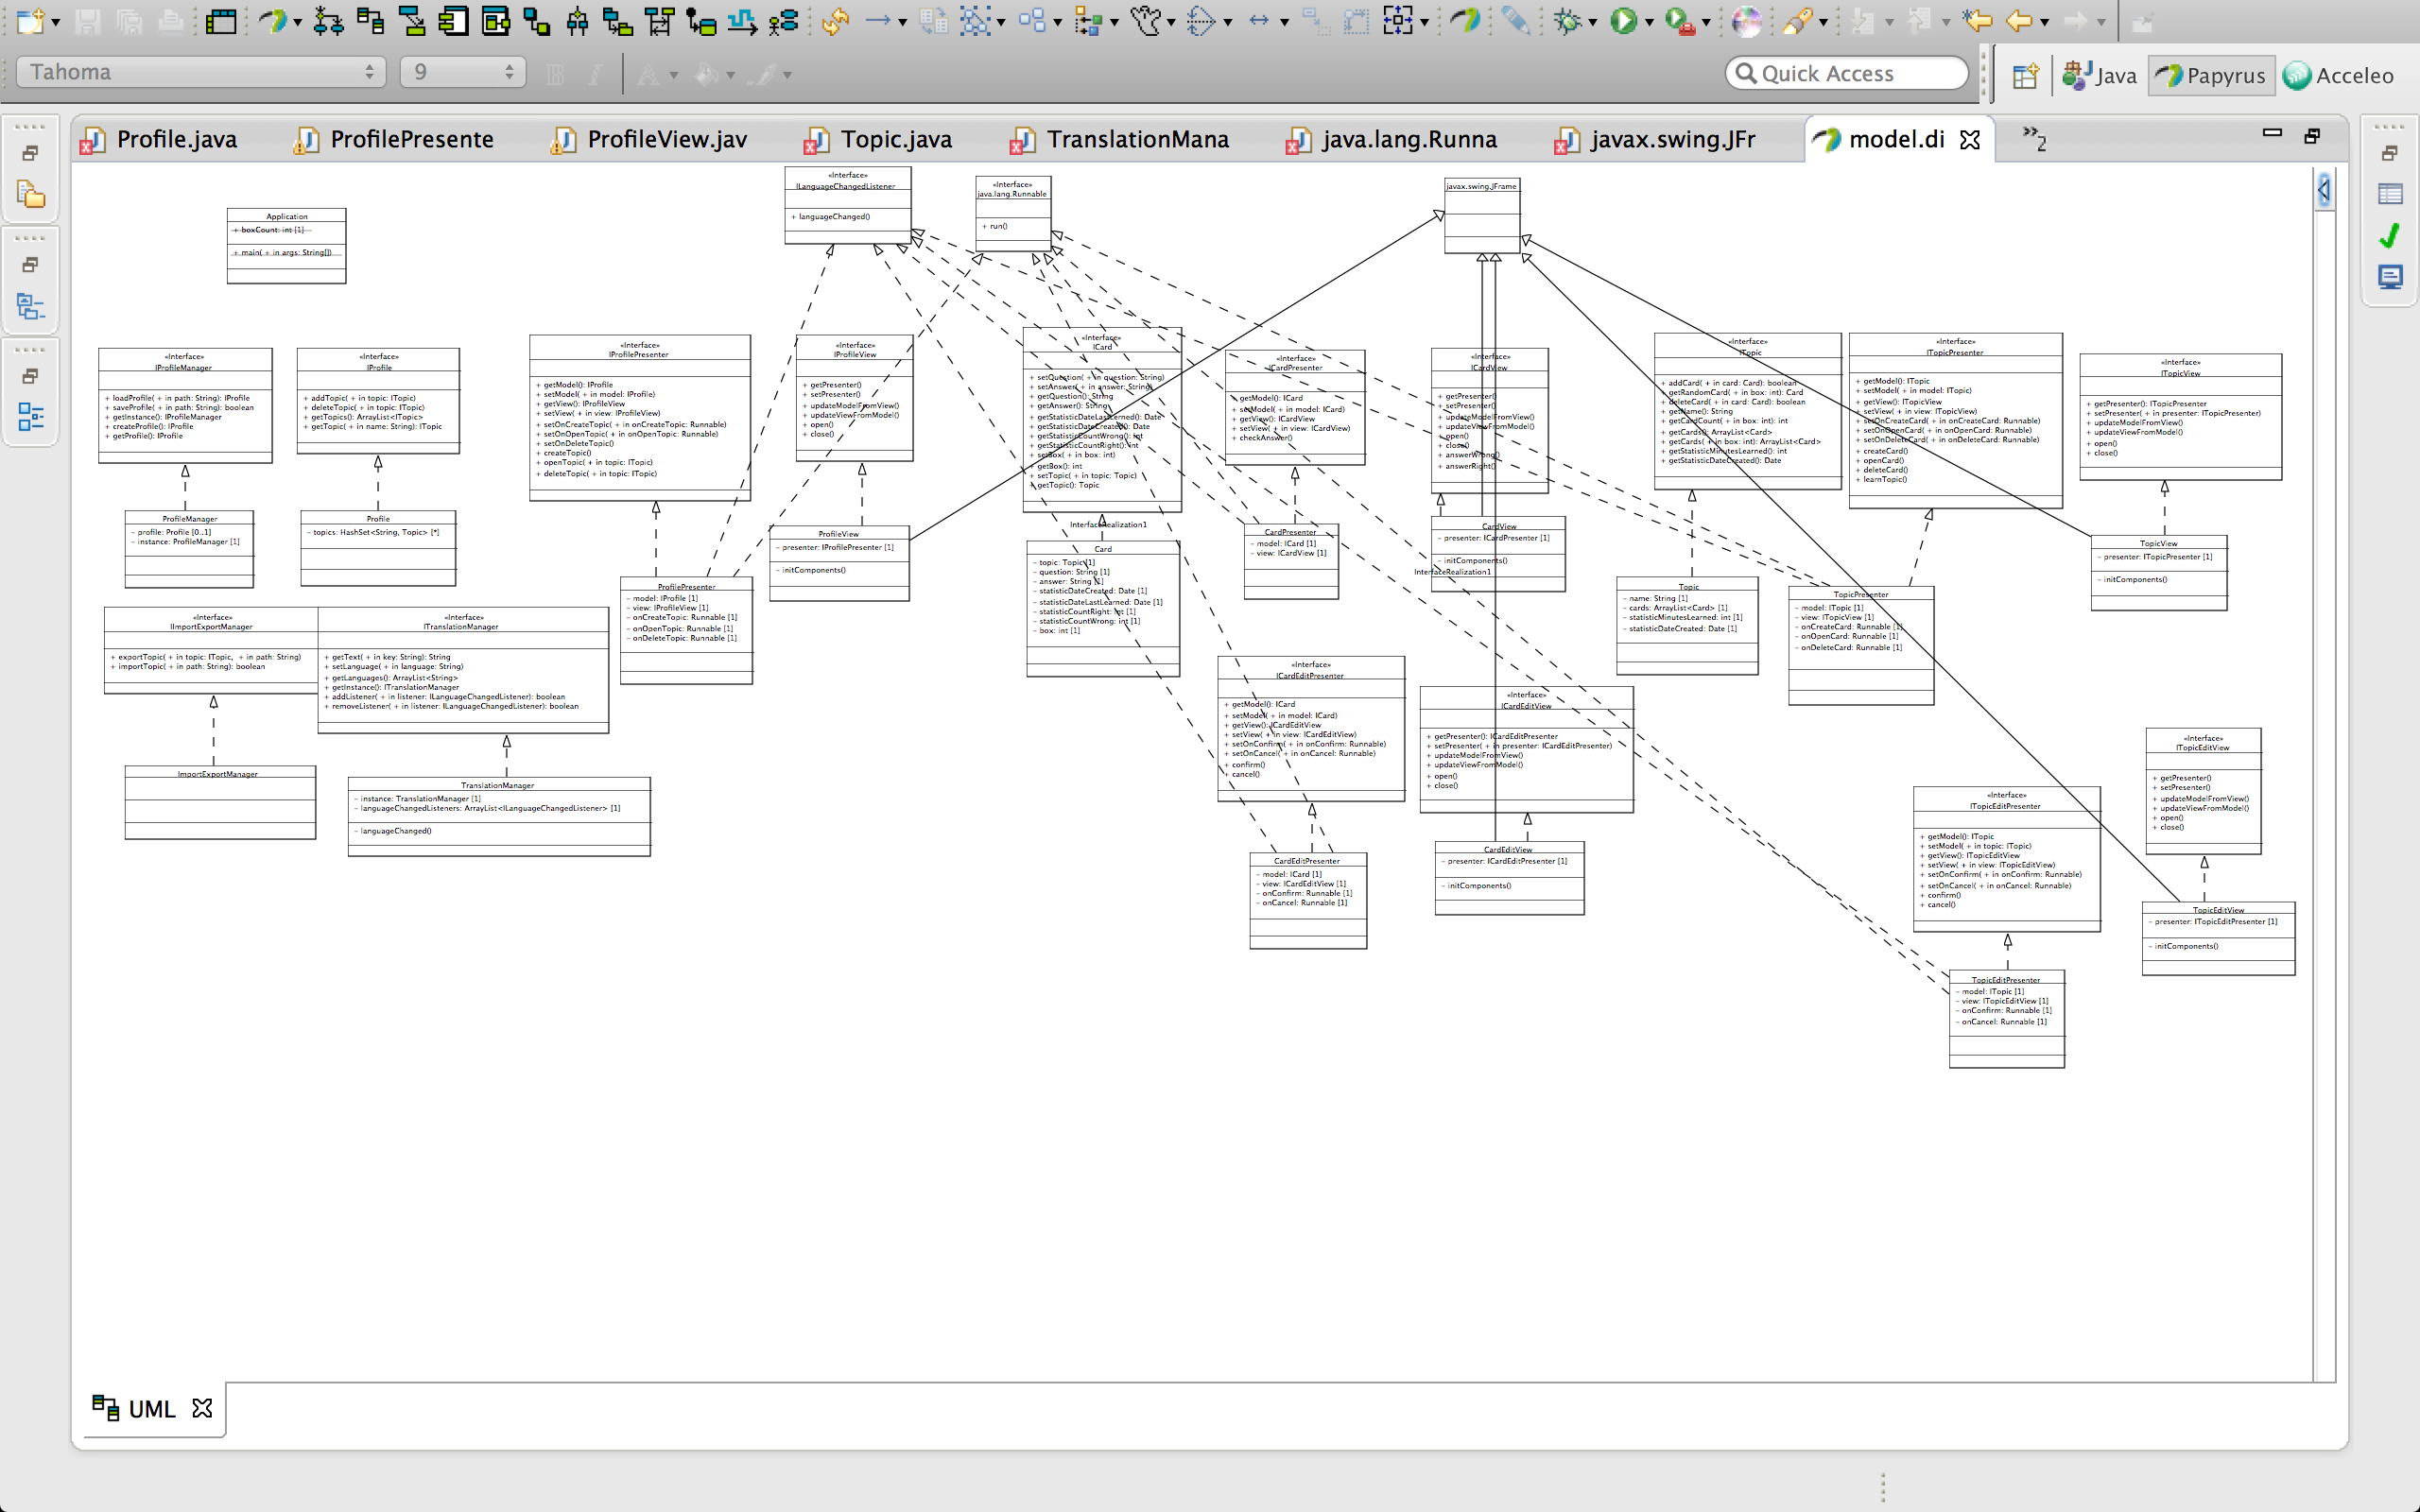 Tahoma
9
Quick Access
Java
Papyrus
Acceleo
Profile.java
ProfilePresente
ProfileView.jav
Topic.java
TranslationMana
java.lang.Runna
javax.swing.JFr
model.di
»2
«Interface»
ILanguageChangedListener
+ languageChanged()
«Interface»
java.lang.Runnable
+ run()
javax.swing.JFrame
Application
+ boxCount: int [1]
+ main( + in args: String[])
«Interface»
IProfileManager
+ loadProfile( + in path: String): IProfile
+ saveProfile( + in path: String): boolean
+ getInstance(): IProfileManager
+ createProfile(): IProfile
+ getProfile(): IProfile
«Interface»
IProfile
+ addTopic( + in topic: ITopic)
+ deleteTopic( + in topic: ITopic)
+ getTopics(): ArrayList<ITopic>
+ getTopic( + in name: String): ITopic
«Interface»
IProfilePresenter
+ getModel(): IProfile
+ setModel( + in model: IProfile)
+ getView(): IProfileView
+ setView( + in view: IProfileView)
+ setOnCreateTopic( + in onCreateTopic: Runnable)
+ setOnOpenTopic( + in onOpenTopic: Runnable)
+ setOnDeleteTopic()
+ createTopic()
+ openTopic( + in topic: ITopic)
+ deleteTopic( + in topic: ITopic)
«Interface»
IProfileView
+ getPresenter()
+ setPresenter()
+ updateModelFromView()
+ updateViewFromModel()
+ open()
+ close()
«Interface»
ICard
+ setQuestion( + in question: String)
+ setAnswer( + in answer: String)
+ getQuestion(): String
+ getAnswer(): String
+ getStatisticDateLastLearned(): Date
+ getStatisticDateCreated(): Date
+ getStatisticCountWrong(): int
+ getStatisticCountRight(): int
+ setBox( + in box: int)
+ getBox(): int
+ setTopic( + in topic: Topic)
+ getTopic(): Topic
«Interface»
ICardPresenter
+ getModel(): ICard
+ setModel( + in model: ICard)
+ getView(): ICardView
+ setView( + in view: ICardView)
+ checkAnswer()
«Interface»
ICardView
+ getPresenter()
+ setPresenter()
+ updateModelFromView()
+ updateViewFromModel()
+ open()
+ close()
+ answerWrong()
+ answerRight()
«Interface»
ITopic
+ addCard( + in card: Card): boolean
+ getRandomCard( + in box: int): Card
+ deleteCard( + in card: Card): boolean
+ getName(): String
+ getCardCount( + in box: int): int
+ getCards(): ArrayList<Card>
+ getCards( + in box: int): ArrayList<Card>
+ getStatisticMinutesLearned(): int
+ getStatisticDateCreated(): Date
«Interface»
ITopicPresenter
+ getModel(): ITopic
+ setModel( + in model: ITopic)
+ getView(): ITopicView
+ setView( + in view: ITopicView)
+ setOnCreateCard( + in onCreateCard: Runnable)
+ setOnOpenCard( + in onOpenCard: Runnable)
+ setOnDeleteCard( + in onDeleteCard: Runnable)
+ createCard()
+ openCard()
+ deleteCard()
+ learnTopic()
«Interface»
ITopicView
+ getPresenter(): ITopicPresenter
+ setPresenter( + in presenter: ITopicPresenter)
+ updateModelFromView()
+ updateViewFromModel()
+ open()
+ close()
ProfileManager
- profile: Profile [0..1]
- instance: ProfileManager [1]
Profile
- topics: HashSet<String, Topic> [*]
ProfilePresenter
- model: IProfile [1]
- view: IProfileView [1]
- onCreateTopic: Runnable [1]
- onOpenTopic: Runnable [1]
- onDeleteTopic: Runnable [1]
ProfileView
- presenter: IProfilePresenter [1]
- initComponents()
InterfaceRealization1
Card
- topic: Topic [1]
- question: String [1]
- answer: String [1]
- statisticDateCreated: Date [1]
- statisticDateLastLearned: Date [1]
- statisticCountRight: int [1]
- statisticCountWrong: int [1]
- box: int [1]
CardPresenter
- model: ICard [1]
- view: ICardView [1]
CardView
- presenter: ICardPresenter [1]
- initComponents()
InterfaceRealization1
Topic
- name: String [1]
- cards: ArrayList<Card> [1]
- statisticMinutesLearned: int [1]
- statisticDateCreated: Date [1]
TopicPresenter
- model: ITopic [1]
- view: ITopicView [1]
- onCreateCard: Runnable [1]
- onOpenCard: Runnable [1]
- onDeleteCard: Runnable [1]
TopicView
- presenter: ITopicPresenter [1]
- initComponents()
«Interface»
IImportExportManager
+ exportTopic( + in topic: ITopic, + in path: String)
+ importTopic( + in path: String): boolean
«Interface»
ITranslationManager
+ getText( + in key: String): String
+ setLanguage( + in language: String)
+ getLanguages(): ArrayList<String>
+ getInstance(): ITranslationManager
+ addListener( + in listener: ILanguageChangedListener): boolean
+ removeListener( + in listener: ILanguageChangedListener): boolean
«Interface»
ICardEditPresenter
+ getModel(): ICard
+ setModel( + in model: ICard)
+ getView(): ICardEditView
+ setView( + in view: ICardEditView)
+ setOnConfirm( + in onConfirm: Runnable)
+ setOnCancel( + in onCancel: Runnable)
+ confirm()
+ cancel()
«Interface»
ICardEditView
+ getPresenter(): ICardEditPresenter
+ setPresenter( + in presenter: ICardEditPresenter)
+ updateModelFromView()
+ updateViewFromModel()
+ open()
+ close()
«Interface»
ITopicEditView
+ getPresenter()
+ setPresenter()
+ updateModelFromView()
+ updateViewFromModel()
+ open()
+ close()
ImportExportManager
TranslationManager
- instance: TranslationManager [1]
- languageChangedListeners: ArrayList<ILanguageChangedListener> [1]
- languageChanged()
«Interface»
ITopicEditPresenter
+ getModel(): ITopic
+ setModel( + in topic: ITopic)
+ getView(): ITopicEditView
+ setView( + in view: ITopicEditView)
+ setOnConfirm( + in onConfirm: Runnable)
+ setOnCancel( + in onCancel: Runnable)
+ confirm()
+ cancel()
CardEditPresenter
- model: ICard [1]
- view: ICardEditView [1]
- onConfirm: Runnable [1]
- onCancel: Runnable [1]
CardEditView
- presenter: ICardEditPresenter [1]
- initComponents()
TopicEditView
- presenter: ITopicEditPresenter [1]
- initComponents()
TopicEditPresenter
- model: ITopic [1]
- view: ITopicEditView [1]
- onConfirm: Runnable [1]
- onCancel: Runnable [1]
UML